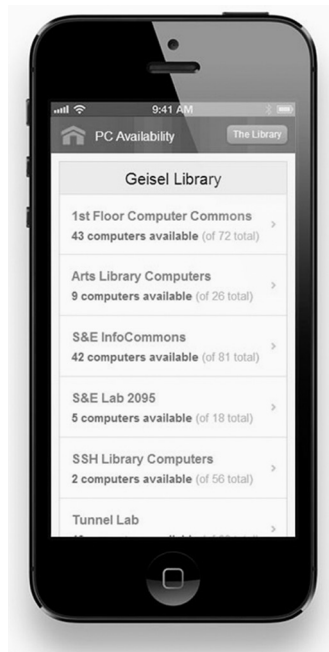 9:41 AM
PC Availability
The Library
Geisel Library
1st Floor Computer Commons
43 computers available (of 72 total)
Arts Library Computers
9 computers available (of 26 total)
S&E InfoCommons
42 computers available (of 81 total)
S&E Lab 2095
5 computers available (of 18 total)
SSH Library Computers
2 computers available (of 56 total)
Tunnel Lab